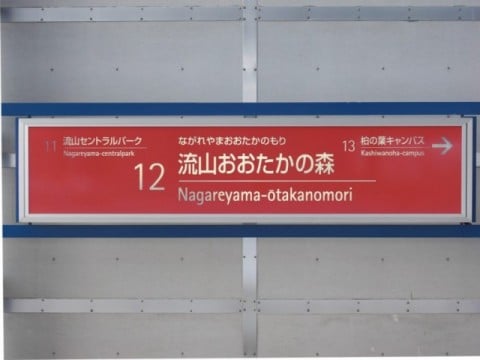 11 流山セントラルパーク
Nagareyama-centralpark
ながれやまおおたかのもり
12 流山おおたかの森
Nagareyama-ōtakanomori
13 柏の葉キャンパス
Kashiwanoha-campus